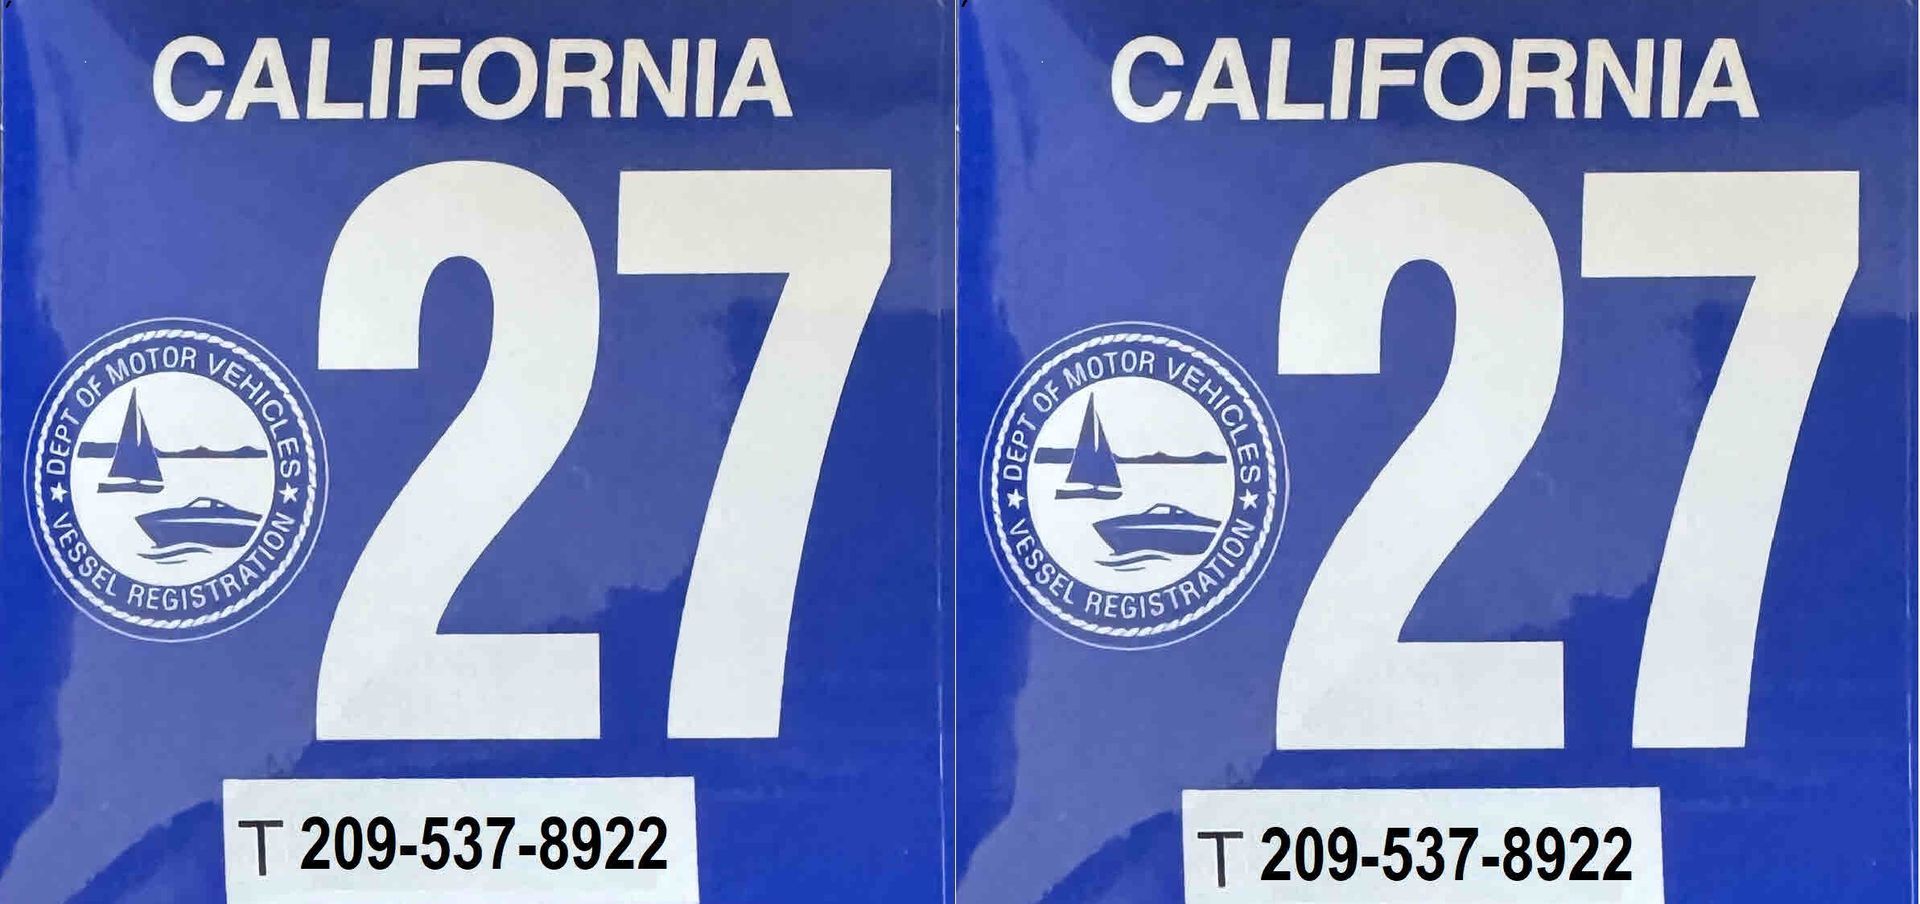 CALIFORNIA
27
DEPT OF MOTOR VEHICLES
★ VESSEL REGISTRATION ★
T 209-537-8922
CALIFORNIA
27
DEPT OF MOTOR VEHICLES
★ VESSEL REGISTRATION ★
T 209-537-8922